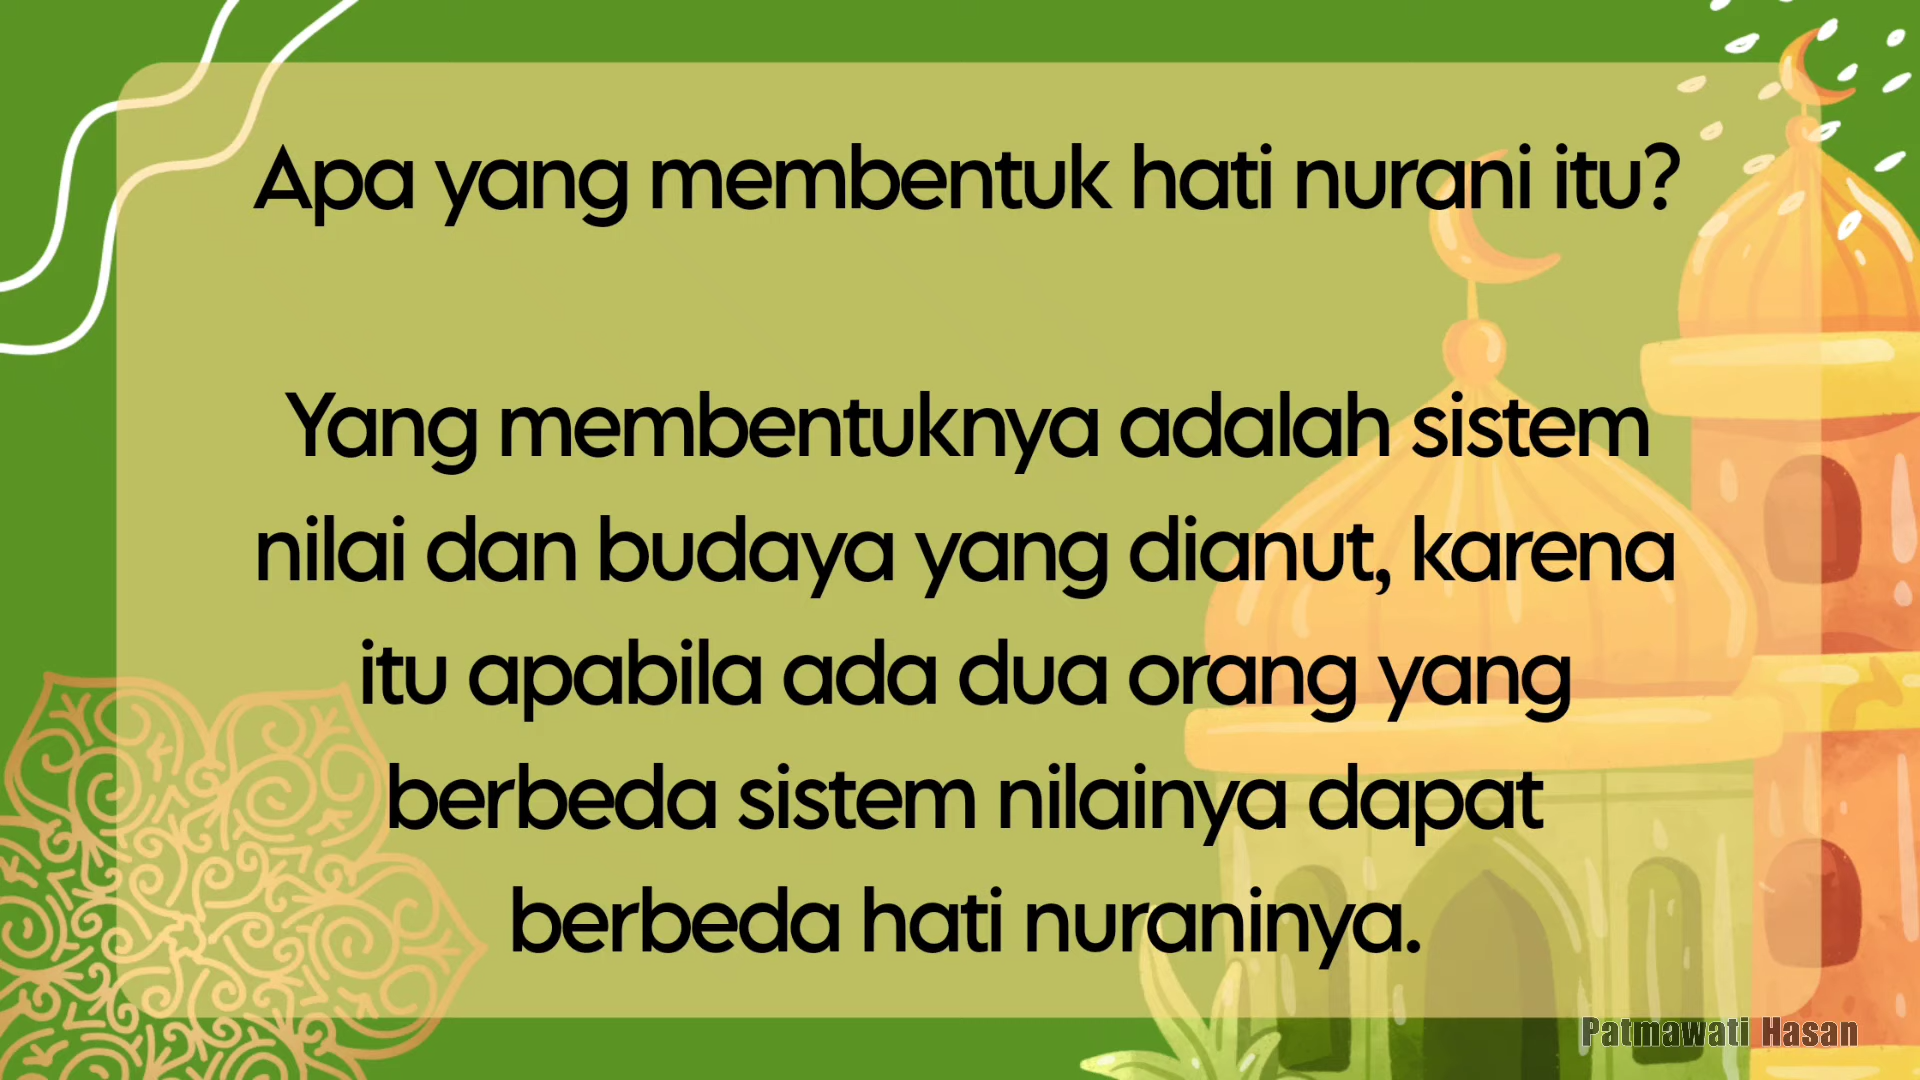 Apa yang membentuk hati nurani itu?
Yang membentuknya adalah sistem
nilai dan budaya yang dianut, karena
itu apabila ada dua orang yang
berbeda sistem nilainya dapat
berbeda hati nuraninya.
Patmawati Hasan